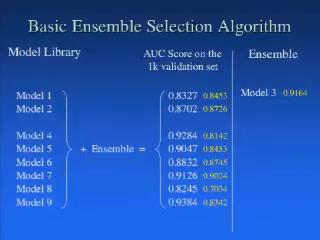 Basic Ensemble Selection Algorithm
Model Library
AUC Score on the
1k validation set
Ensemble
Model 3 0.9164
Model 1 0.8327 0.8453
Model 2 0.8702 0.8726
Model 4 0.9284 0.8142
Model 5 + Ensemble = 0.9047 0.8453
Model 6 0.8832 0.8745
Model 7 0.9126 0.9024
Model 8 0.8245 0.7034
Model 9 0.9384 0.8342